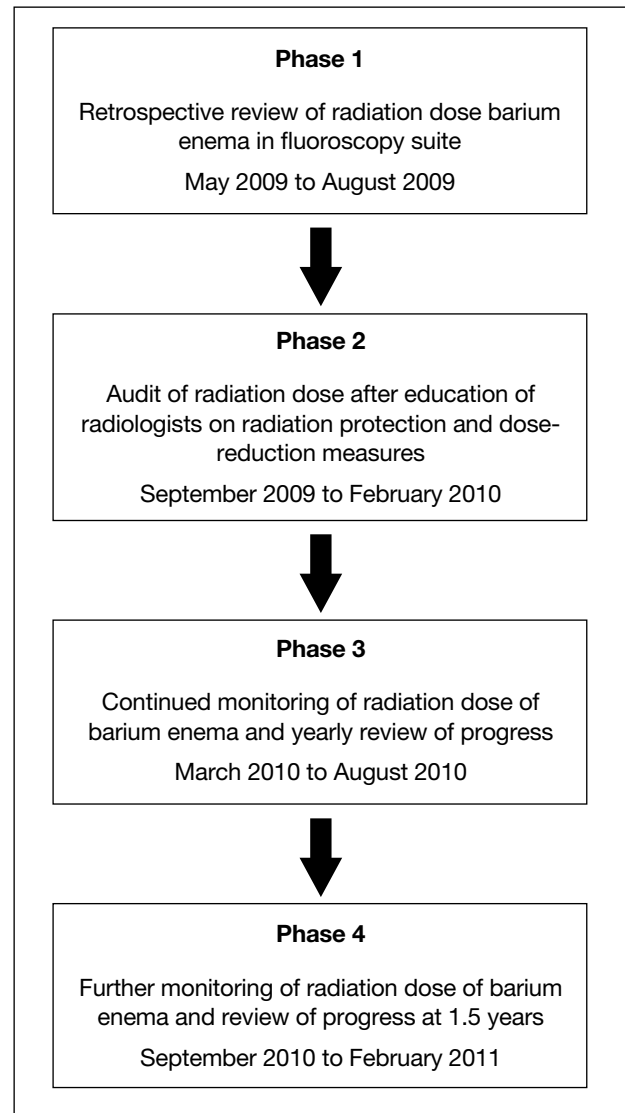 Phase 1
Retrospective review of radiation dose barium
enema in fluoroscopy suite
May 2009 to August 2009
Phase 2
Audit of radiation dose after education of
radiologists on radiation protection and dose-
reduction measures
September 2009 to February 2010
Phase 3
Continued monitoring of radiation dose of
barium enema and yearly review of progress
March 2010 to August 2010
Phase 4
Further monitoring of radiation dose of barium
enema and review of progress at 1.5 years
September 2010 to February 2011